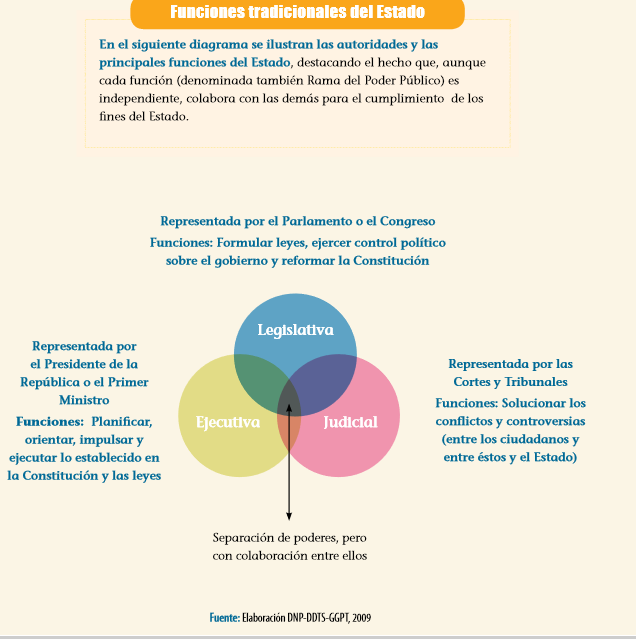 Funciones tradicionales del Estado
En el siguiente diagrama se ilustran las autoridades y las
principales funciones del Estado, destacando el hecho que, aunque
cada función (denominada también Rama del Poder Público) es
independiente, colabora con las demás para el cumplimiento de los
fines del Estado.
Representada por el Parlamento o el Congreso
Funciones: Formular leyes, ejercer control político
sobre el gobierno y reformar la Constitución
Legislativa
Representada por
el Presidente de la
República o el Primer
Ministro
Funciones: Planificar,
orientar, impulsar y
ejecutar lo establecido en
la Constitución y las leyes
Ejecutiva
Judicial
Representada por las
Cortes y Tribunales
Funciones: Solucionar los
conflictos y controversias
(entre los ciudadanos y
entre éstos y el Estado)
Separación de poderes, pero
con colaboración entre ellos
Fuente: Elaboración DNP-DDTS-GGPT, 2009